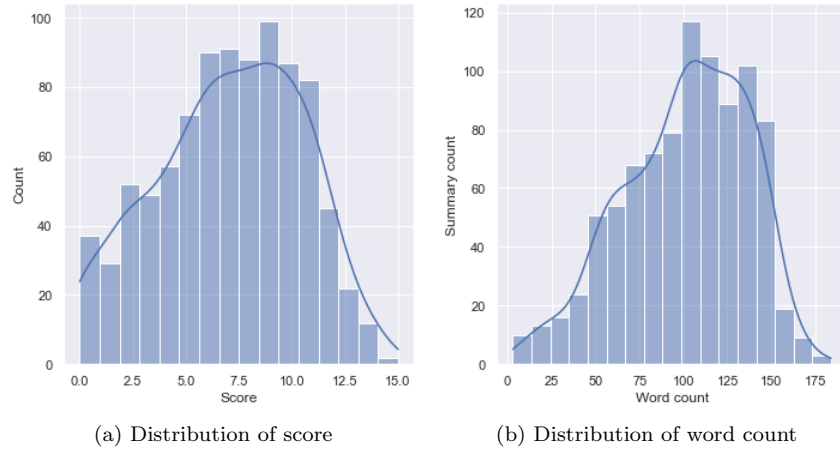 100
80
60
40
20
0
Count
0.0 2.5 5.0 7.5 10.0 12.5 15.0
Score
(a) Distribution of score
120
100
80
60
40
20
0
Summary count
0 25 50 75 100 125 150 175
Word count
(b) Distribution of word count